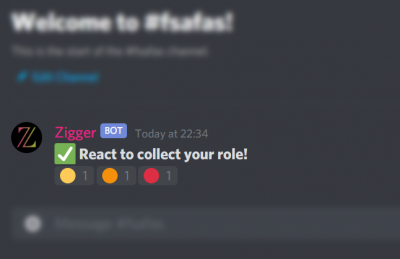 Welcome to #fsafas!
This is the start of the #fsafas channel.
Edit Channel
Zigger BOT Today at 22:34
✅ React to collect your role!
1 1 1
Message #fsafas